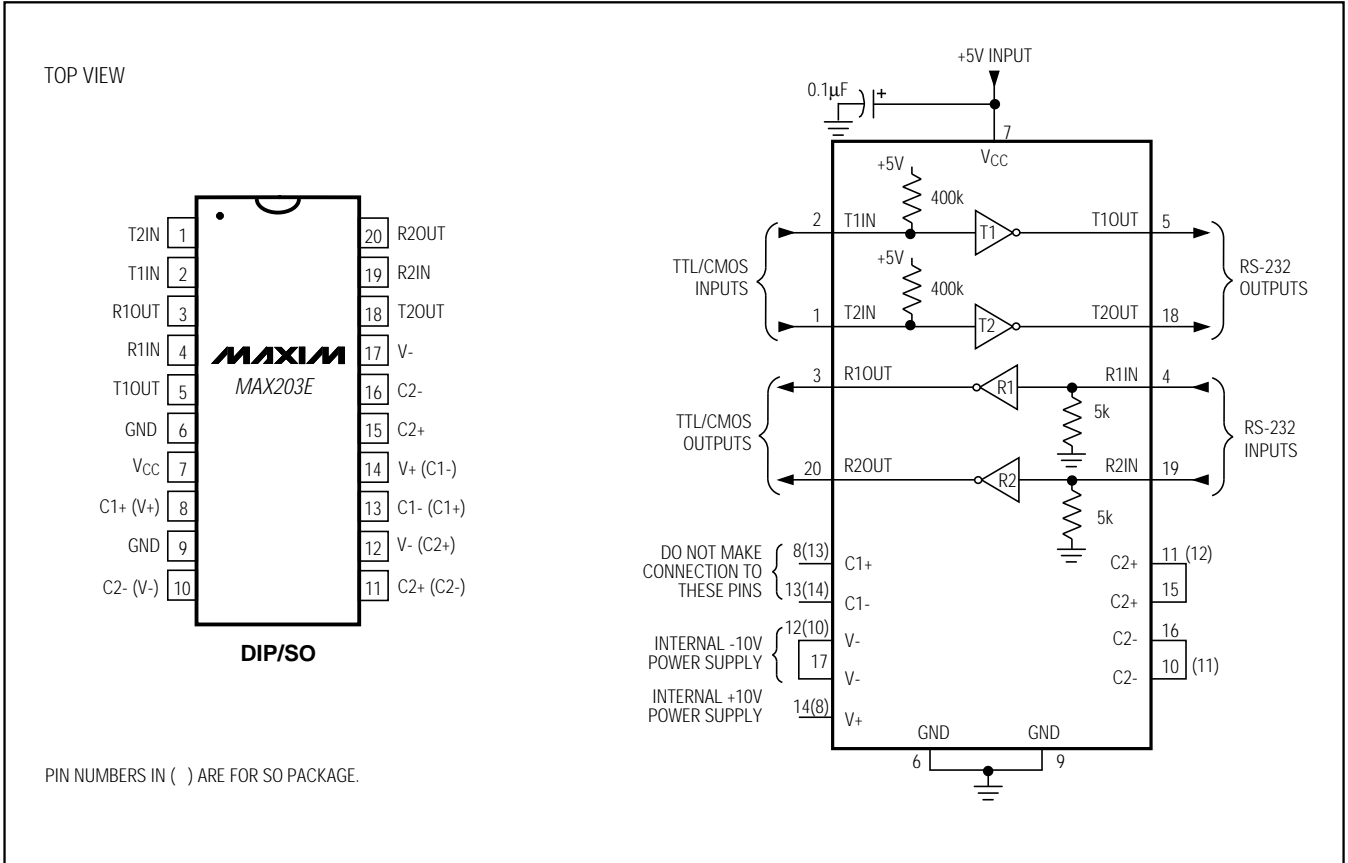 TOP VIEW
T2IN 1
T1IN 2
R1OUT 3
R1IN 4
T1OUT 5
GND 6
VCC 7
C1+ (V+) 8
GND 9
C2- (V-) 10
20 R2OUT
19 R2IN
18 T2OUT
17 V-
16 C2-
15 C2+
14 V+ (C1-)
13 C1- (C1+)
12 V- (C2+)
11 C2+ (C2-)
MAXIM
MAX203E
DIP/SO
PIN NUMBERS IN ( ) ARE FOR SO PACKAGE.
+5V INPUT
0.1µF +
7
VCC
+5V
400k
2 T1IN T1 T1OUT 5
TTL/CMOS
INPUTS
RS-232
OUTPUTS
+5V
400k
1 T2IN T2 T2OUT 18
3 R1OUT R1 R1IN 4
5k
TTL/CMOS
OUTPUTS
RS-232
INPUTS
20 R2OUT R2 R2IN 19
5k
DO NOT MAKE
CONNECTION TO
THESE PINS
8(13) C1+
13(14) C1-
INTERNAL -10V
POWER SUPPLY
12(10) V-
17 V-
INTERNAL +10V
POWER SUPPLY
14(8) V+
C2+ 11 (12)
C2+ 15
C2- 16
C2- 10 (11)
GND GND
6 9